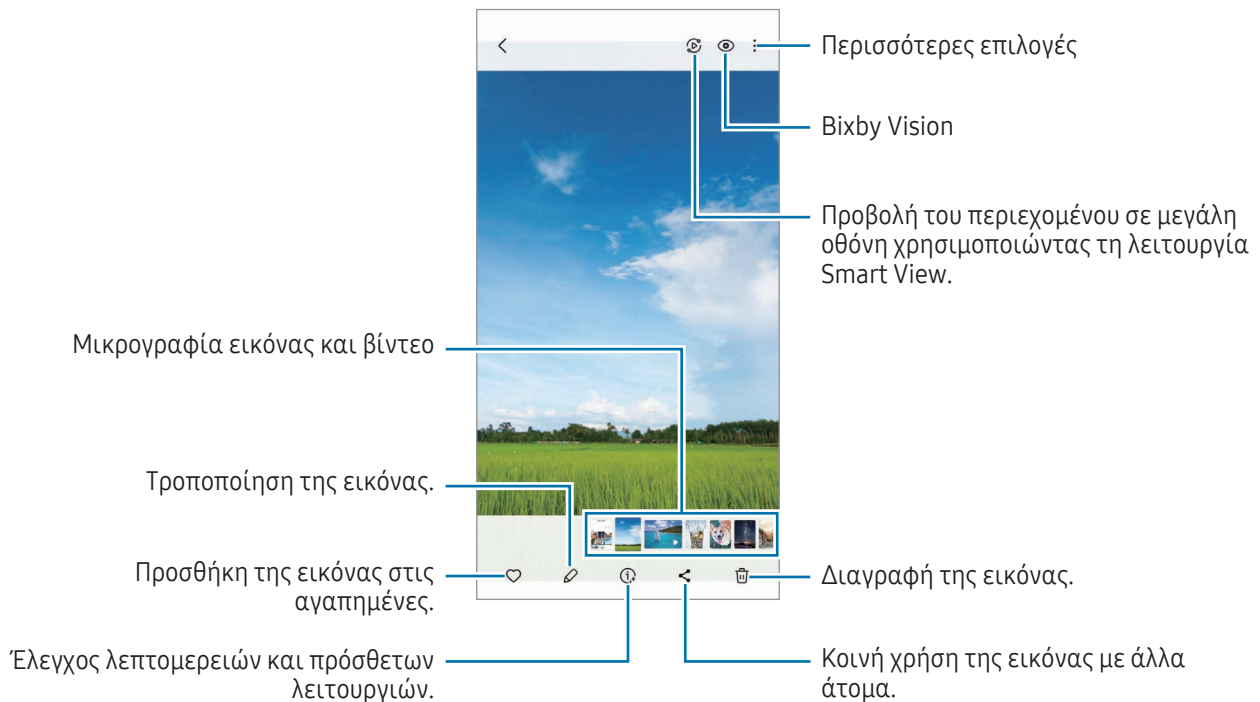 Περισσότερες επιλογές
Bixby Vision
Προβολή του περιεχομένου σε μεγάλη
οθόνη χρησιμοποιώντας τη λειτουργία
Smart View.
Μικρογραφία εικόνας και βίντεο
Τροποποίηση της εικόνας.
Προσθήκη της εικόνας στις
αγαπημένες.
Διαγραφή της εικόνας.
Έλεγχος λεπτομερειών και πρόσθετων
λειτουργιών.
Κοινή χρήση της εικόνας με άλλα
άτομα.